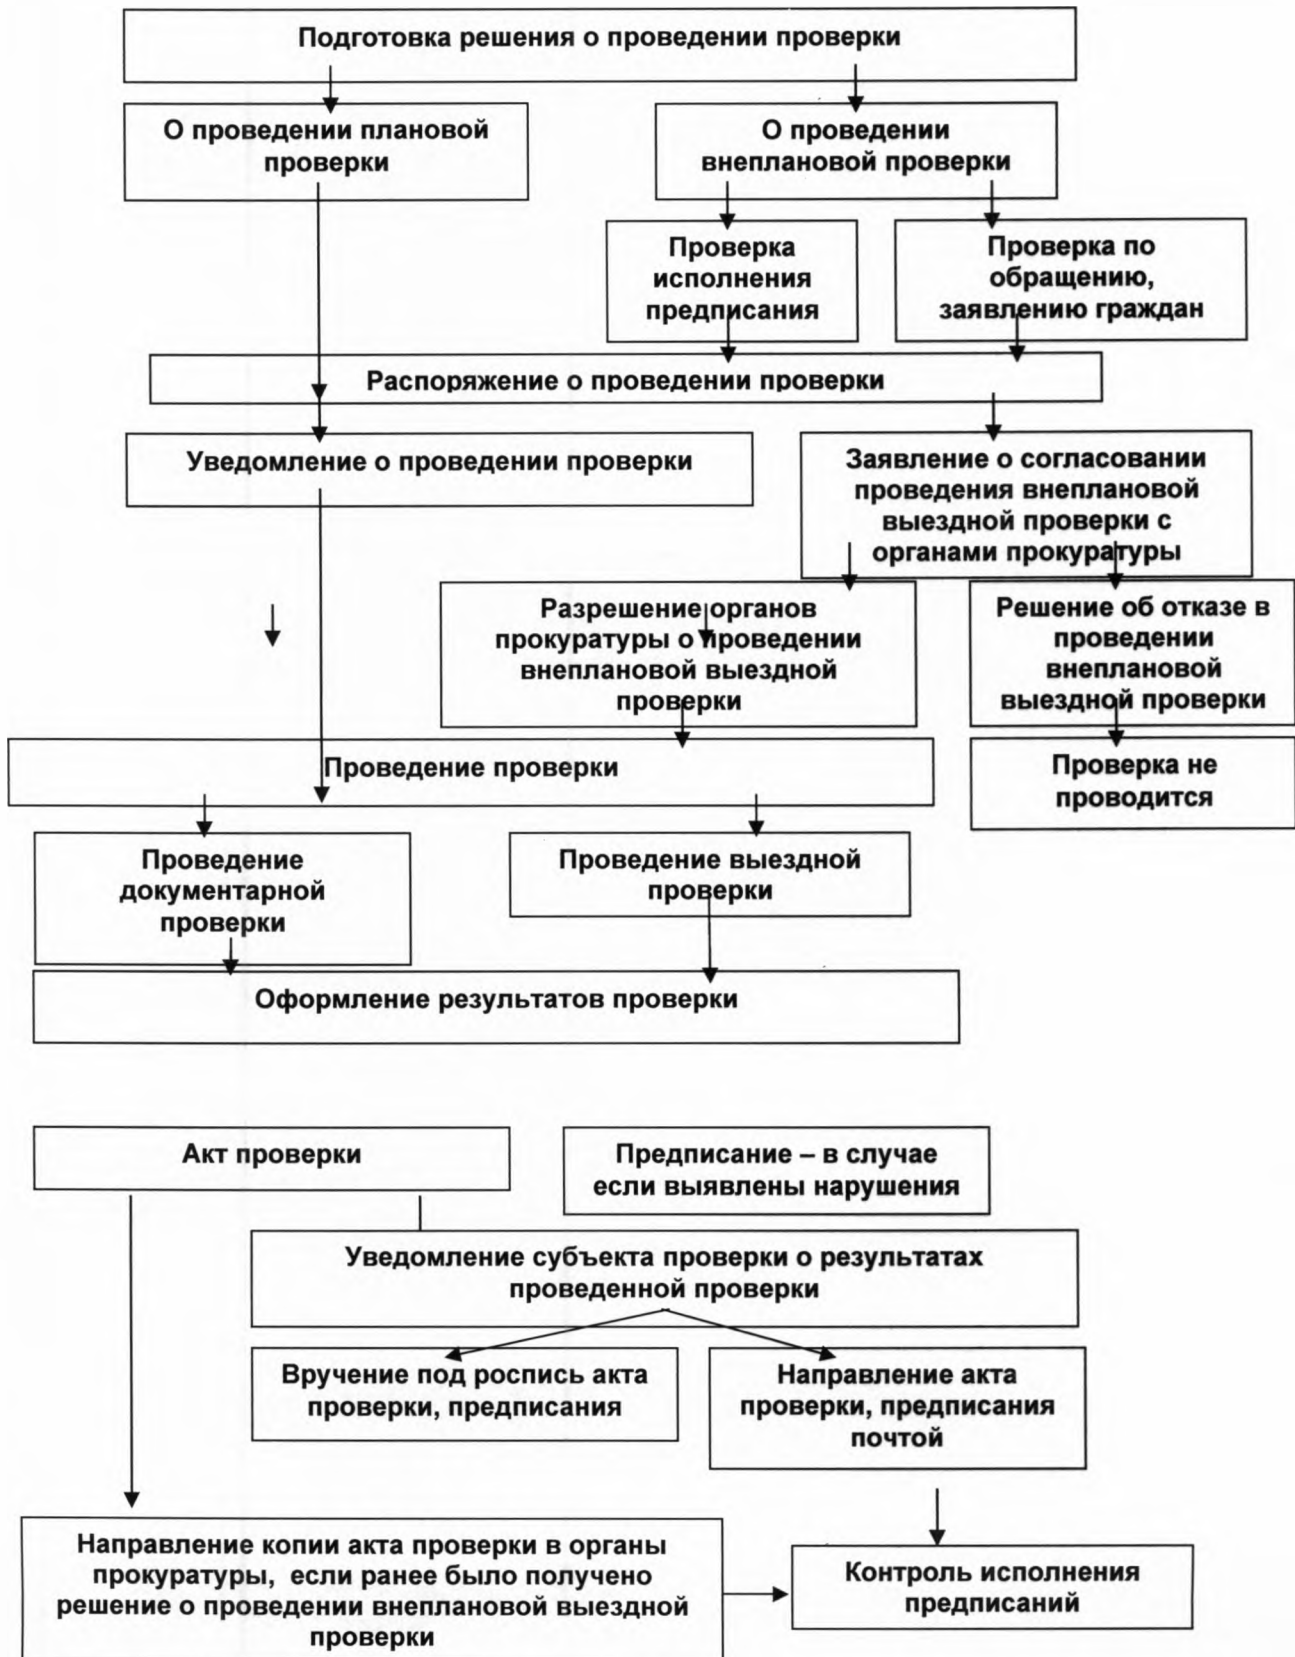 Подготовка решения о проведении проверки
О проведении плановой
проверки
О проведении
внеплановой проверки
Проверка
исполнения
предписания
Проверка по
обращению,
заявлению граждан
Распоряжение о проведении проверки
Уведомление о проведении проверки
Заявление о согласовании
проведения внеплановой
выездной проверки с
органами прокуратуры
Разрешение органов
прокуратуры о проведении
внеплановой выездной
проверки
Решение об отказе в
проведении
внеплановой
выездной проверки
Проведение проверки
Проверка не
проводится
Проведение
документарной
проверки
Проведение выездной
проверки
Оформление результатов проверки
Акт проверки
Предписание – в случае
если выявлены нарушения
Уведомление субъекта проверки о результатах
проведенной проверки
Вручение под роспись акта
проверки, предписания
Направление акта
проверки, предписания
почтой
Направление копии акта проверки в органы
прокуратуры, если ранее было получено
решение о проведении внеплановой выездной
проверки
Контроль исполнения
предписаний